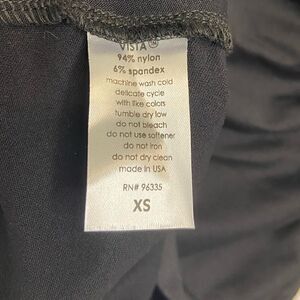 VISTA®
94% nylon
6% spandex
machine wash cold
delicate cycle
with like colors
tumble dry low
do not bleach
do not use softener
do not iron
do not dry clean
made in USA
RN# 96335
XS